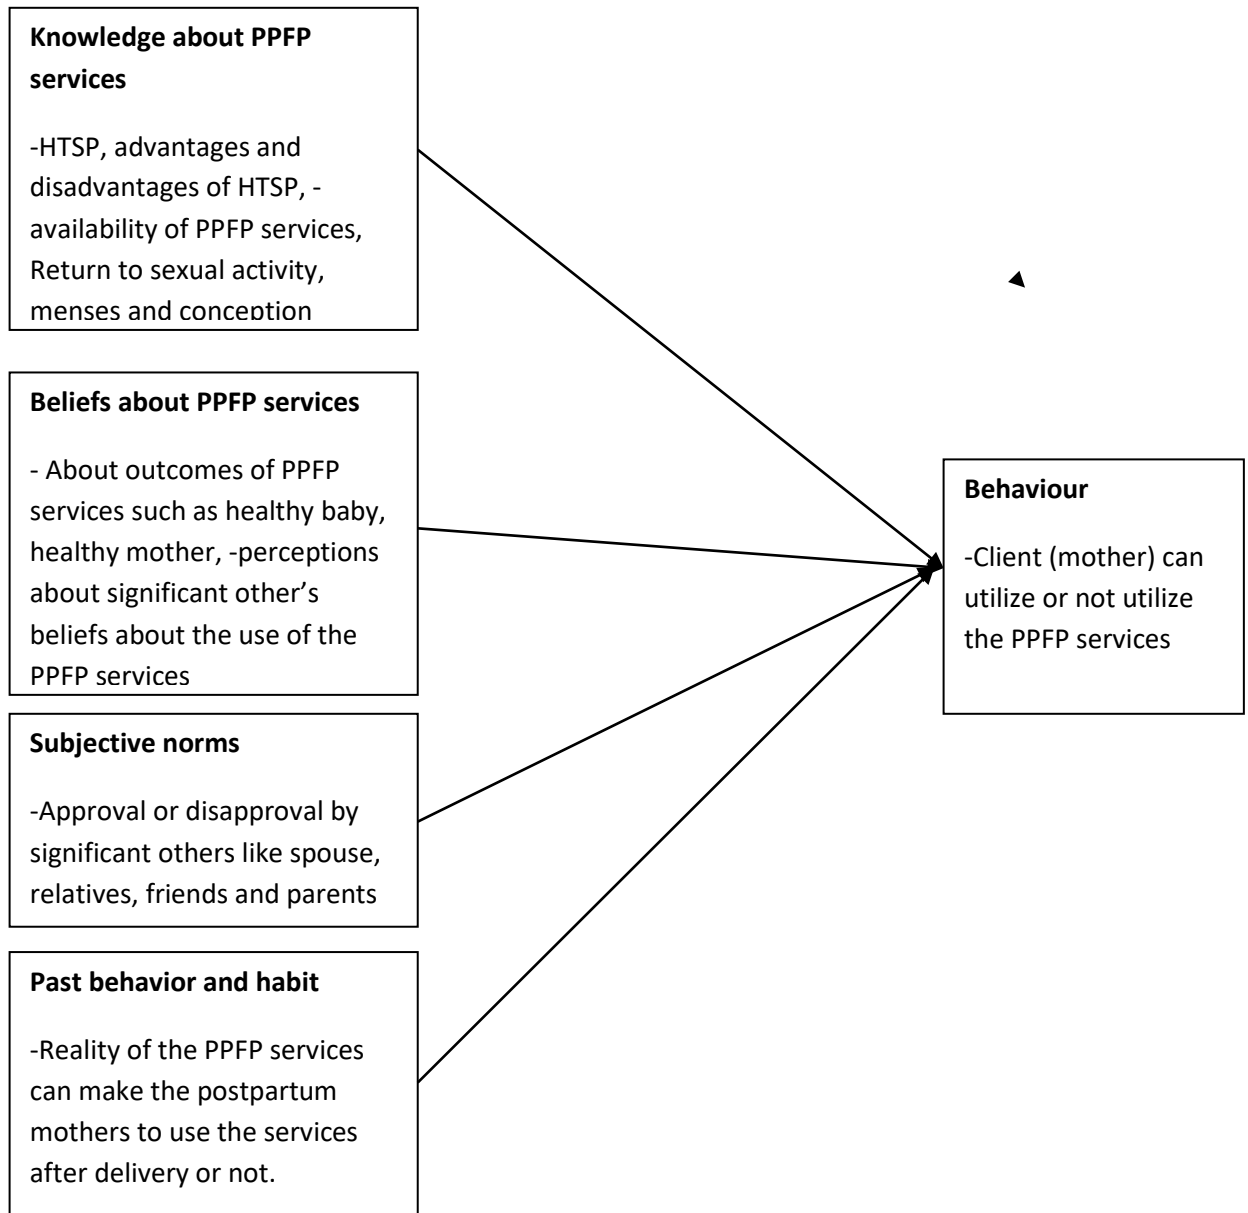 Knowledge about PPFP
services
-HTSP, advantages and
disadvantages of HTSP, -
availability of PPFP services,
Return to sexual activity,
menses and conception
Beliefs about PPFP services
- About outcomes of PPFP
services such as healthy baby,
healthy mother, -perceptions
about significant other’s
beliefs about the use of the
PPFP services
Subjective norms
-Approval or disapproval by
significant others like spouse,
relatives, friends and parents
Past behavior and habit
-Reality of the PPFP services
can make the postpartum
mothers to use the services
after delivery or not.
Behaviour
-Client (mother) can
utilize or not utilize
the PPFP services